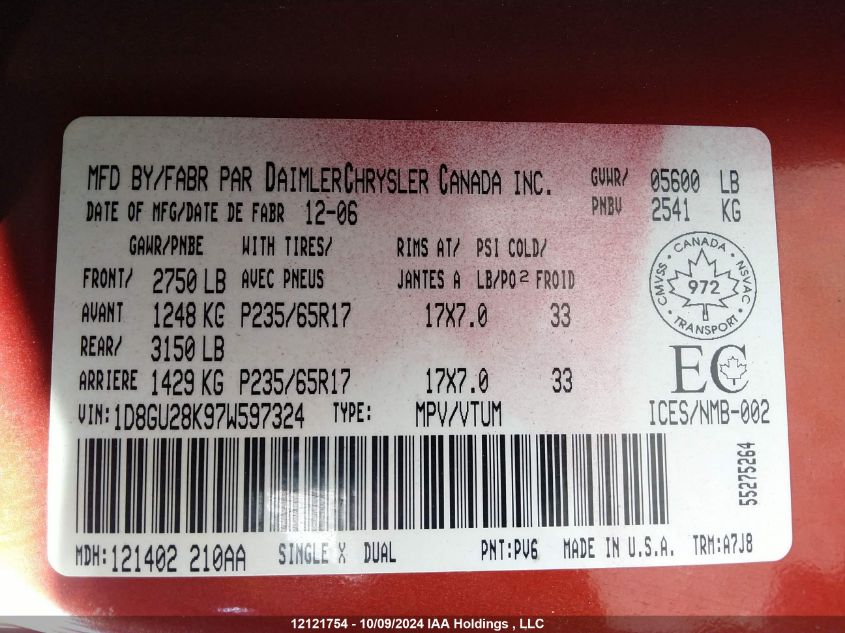 MFD BY/FABR PAR DAIMLERCHRYSLER CANADA INC. GVWR/ 05600 LB
DATE OF MFG/DATE DE FABR 12-06 PNBV 2541 KG
GAWR/PNBE WITH TIRES/ RIMS AT/ PSI COLD/
FRONT/ 2750 LB AVEC PNEUS JANTES A LB/PO2 FROID
AVANT 1248 KG P235/65R17 17X7.0 33
REAR/ 3150 LB
ARRIERE 1429 KG P235/65R17 17X7.0 33
CANADA
CMVSS · NSVAC
972
TRANSPORT
EC
VIN: 1D8GU28K97W597324 TYPE: MPV/VTUM ICES/NMB-002
55275264
MDH: 121402 210AA SINGLE X DUAL PNT: PV6 MADE IN U.S.A. TRM: A7J8
12121754 - 10/09/2024 IAA Holdings , LLC